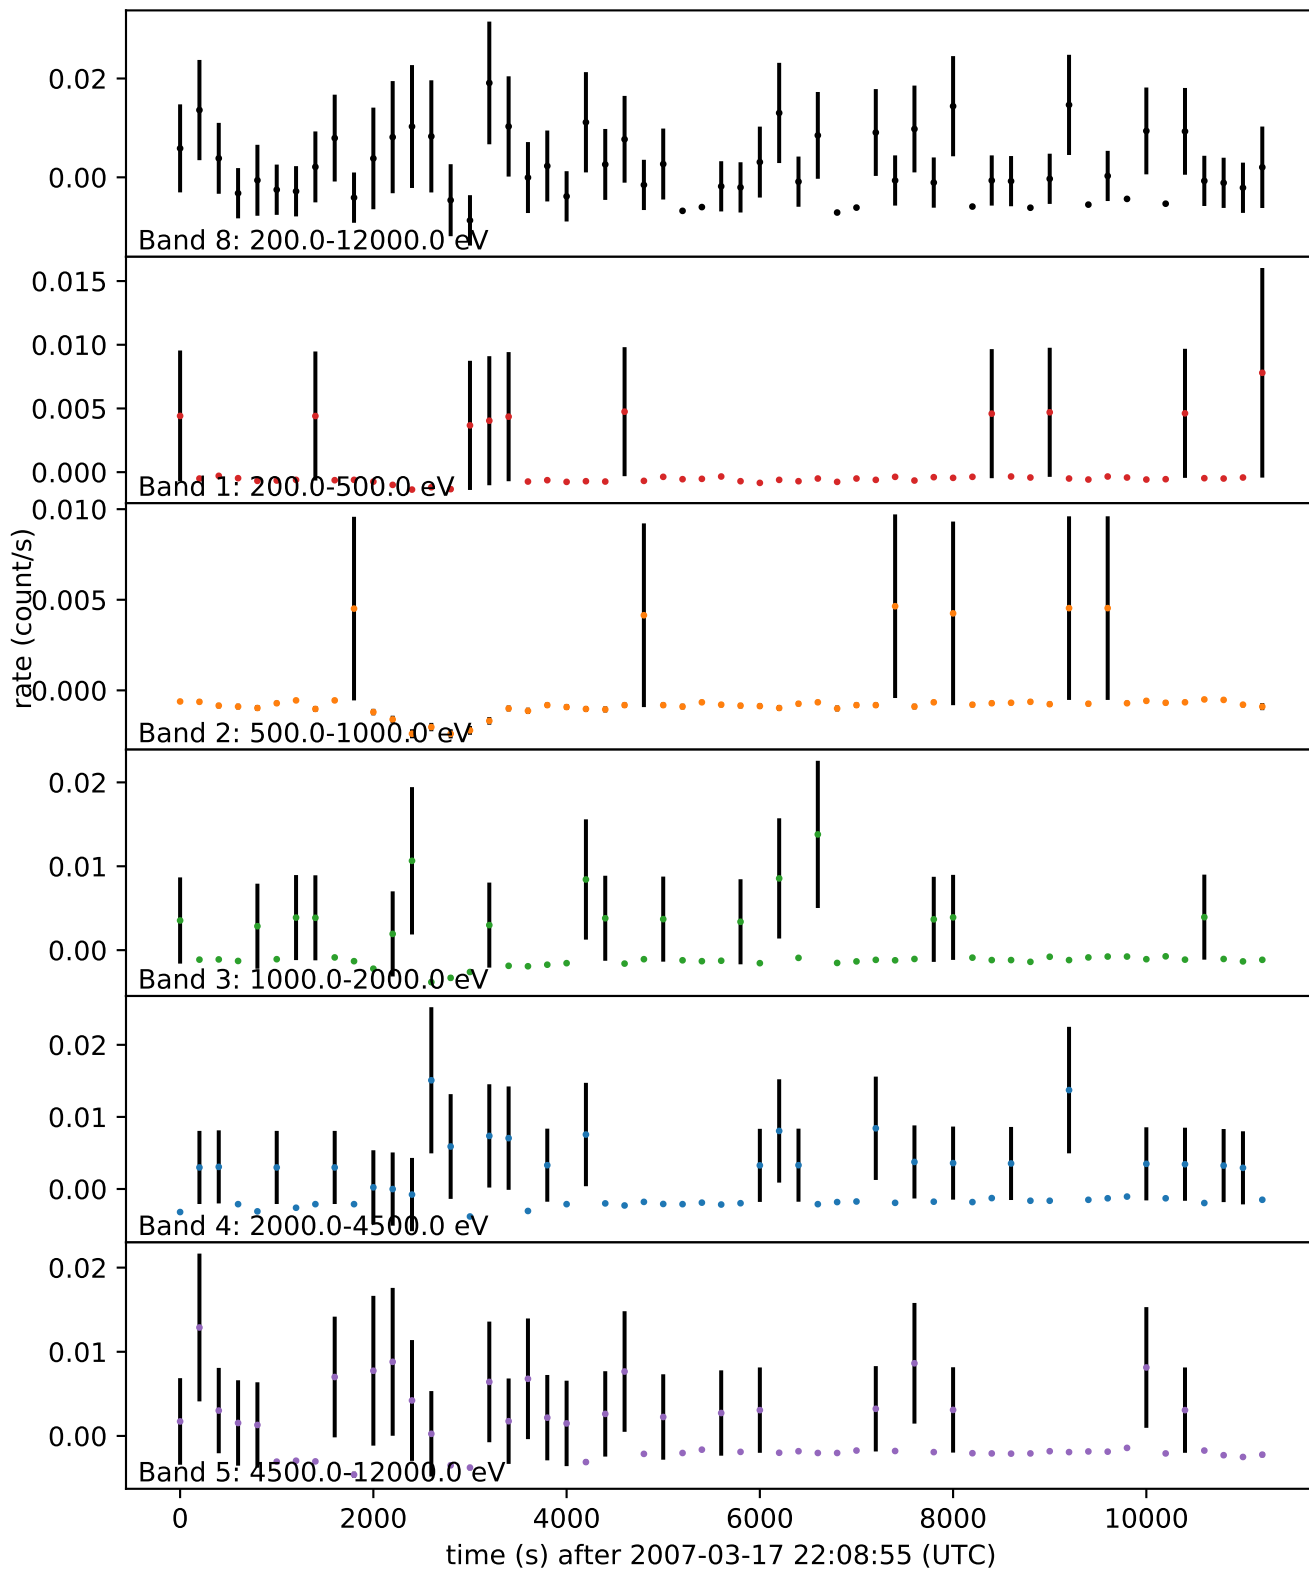 0.02
0.00
Band 8: 200.0-12000.0 eV
0.015
0.010
0.005
0.000
Band 1: 200.0-500.0 eV
0.010
0.005
0.000
Band 2: 500.0-1000.0 eV
rate (count/s)
0.02
0.01
0.00
Band 3: 1000.0-2000.0 eV
0.02
0.01
0.00
Band 4: 2000.0-4500.0 eV
0.02
0.01
0.00
Band 5: 4500.0-12000.0 eV
0 2000 4000 6000 8000 10000
time (s) after 2007-03-17 22:08:55 (UTC)